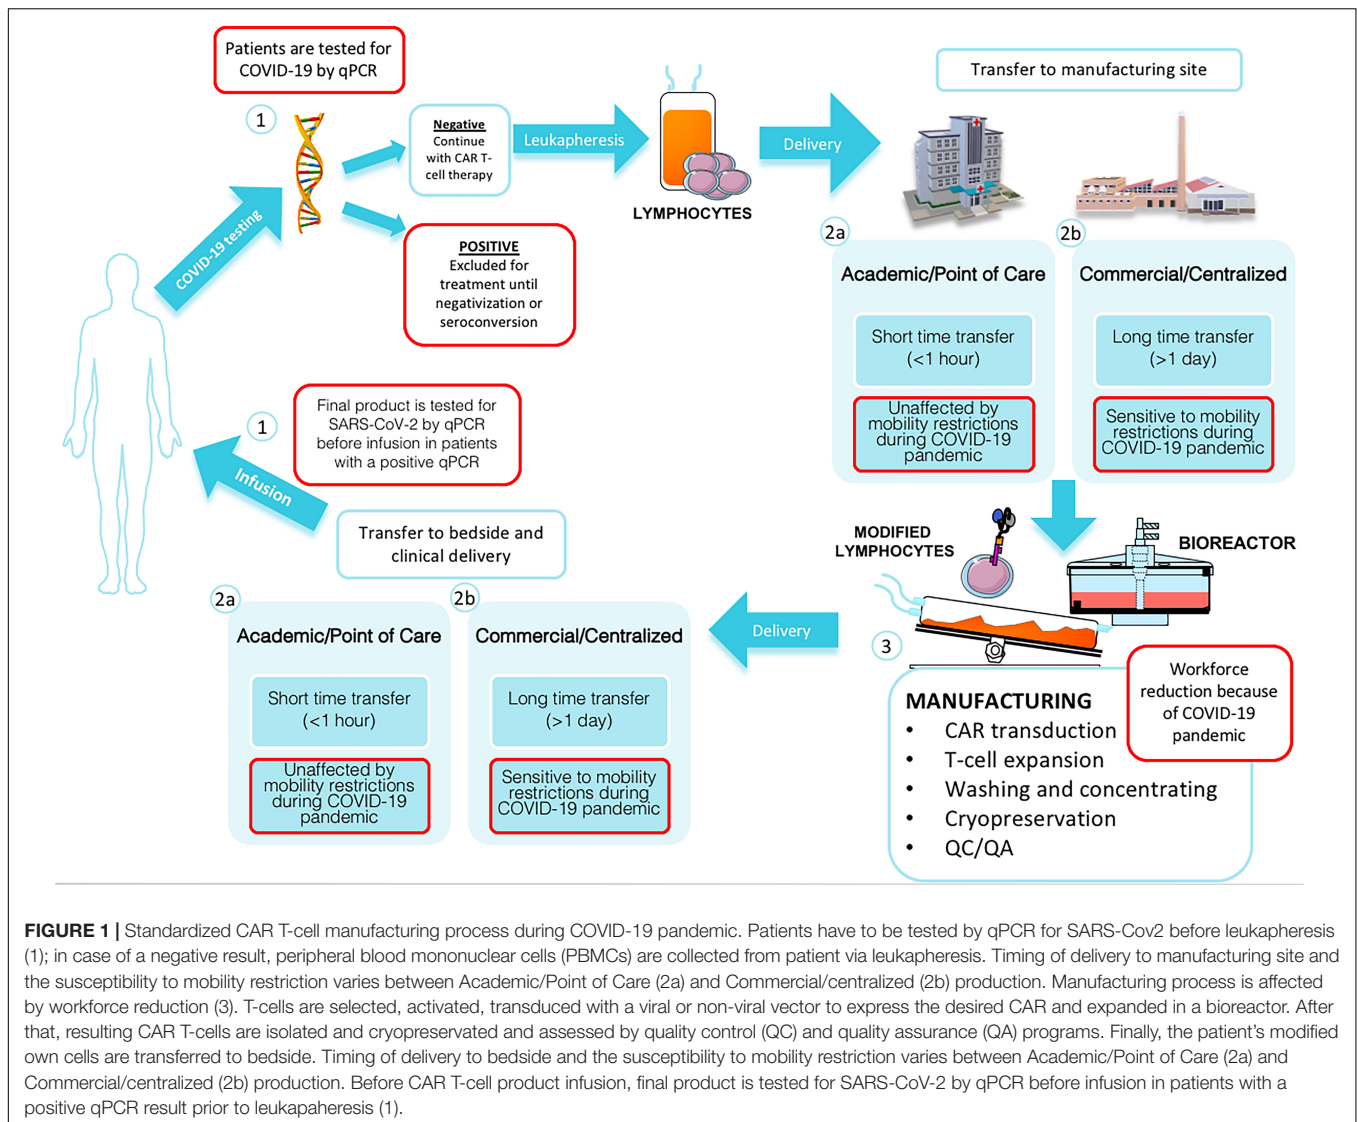 Patients are tested for
COVID-19 by qPCR
1
COVID-19 testing
Negative
Continue
with CAR T-
cell therapy
POSITIVE
Excluded for
treatment until
negativization or
seroconversion
Leukapheresis
LYMPHOCYTES
Delivery
Transfer to manufacturing site
2a
Academic/Point of Care
Short time transfer
(<1 hour)
Unaffected by
mobility restrictions
during COVID-19
pandemic
2b
Commercial/Centralized
Long time transfer
(>1 day)
Sensitive to mobility
restrictions during
COVID-19 pandemic
MODIFIED
LYMPHOCYTES
BIOREACTOR
3
MANUFACTURING
• CAR transduction
• T-cell expansion
• Washing and concentrating
• Cryopreservation
• QC/QA
Workforce
reduction because
of COVID-19
pandemic
Delivery
Transfer to bedside and
clinical delivery
2a
Academic/Point of Care
Short time transfer
(<1 hour)
Unaffected by
mobility restrictions
during COVID-19
pandemic
2b
Commercial/Centralized
Long time transfer
(>1 day)
Sensitive to mobility
restrictions during
COVID-19 pandemic
Infusion
1
Final product is tested for
SARS-CoV-2 by qPCR
before infusion in patients
with a positive qPCR
FIGURE 1 | Standardized CAR T-cell manufacturing process during COVID-19 pandemic. Patients have to be tested by qPCR for SARS-Cov2 before leukapheresis
(1); in case of a negative result, peripheral blood mononuclear cells (PBMCs) are collected from patient via leukapheresis. Timing of delivery to manufacturing site and
the susceptibility to mobility restriction varies between Academic/Point of Care (2a) and Commercial/centralized (2b) production. Manufacturing process is affected
by workforce reduction (3). T-cells are selected, activated, transduced with a viral or non-viral vector to express the desired CAR and expanded in a bioreactor. After
that, resulting CAR T-cells are isolated and cryopreservated and assessed by quality control (QC) and quality assurance (QA) programs. Finally, the patient's modified
own cells are transferred to bedside. Timing of delivery to bedside and the susceptibility to mobility restriction varies between Academic/Point of Care (2a) and
Commercial/centralized (2b) production. Before CAR T-cell product infusion, final product is tested for SARS-CoV-2 by qPCR before infusion in patients with a
positive qPCR result prior to leukapaheresis (1).